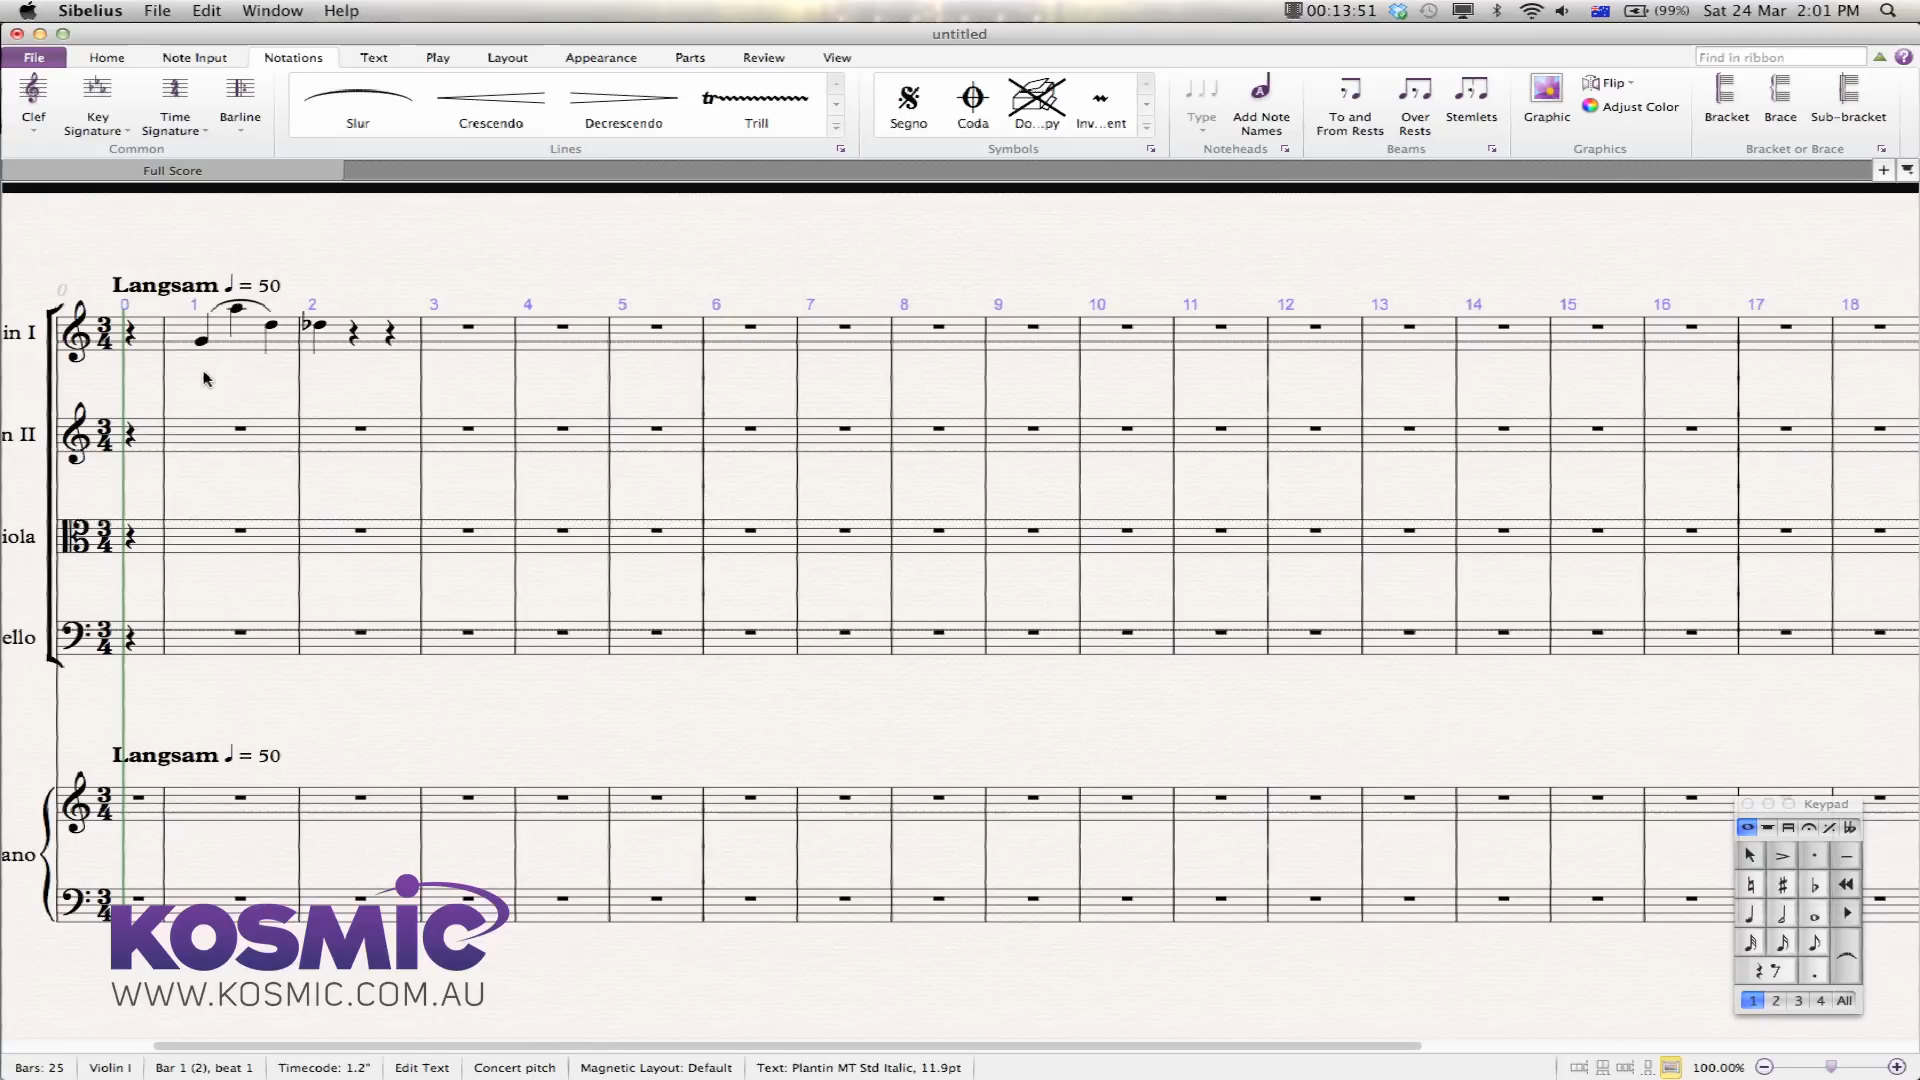 Sibelius File Edit Window Help 00:13:51 (99%) Sat 24 Mar 2:01 PM
untitled
File Home Note Input Notations Text Play Layout Appearance Parts Review View Find in ribbon
Clef Key Signature Time Signature Barline
Slur Crescendo Decrescendo Trill
Segno Coda Do...py Inv...ent
Type Add Note Names
To and From Rests Over Rests Stemlets
Graphic Flip Adjust Color
Bracket Brace Sub-bracket
Common Lines Symbols Noteheads Beams Graphics Bracket or Brace
Full Score
Langsam ♩ = 50
0 0 1 2 3 4 5 6 7 8 9 10 11 12 13 14 15 16 17 18
in I
n II
iola
ello
Langsam ♩ = 50
ano
Keypad
1 2 3 4 All
KOSMIC
WWW.KOSMIC.COM.AU
Bars: 25 Violin I Bar 1 (2), beat 1 Timecode: 1.2" Edit Text Concert pitch Magnetic Layout: Default Text: Plantin MT Std Italic, 11.9pt 100.00%